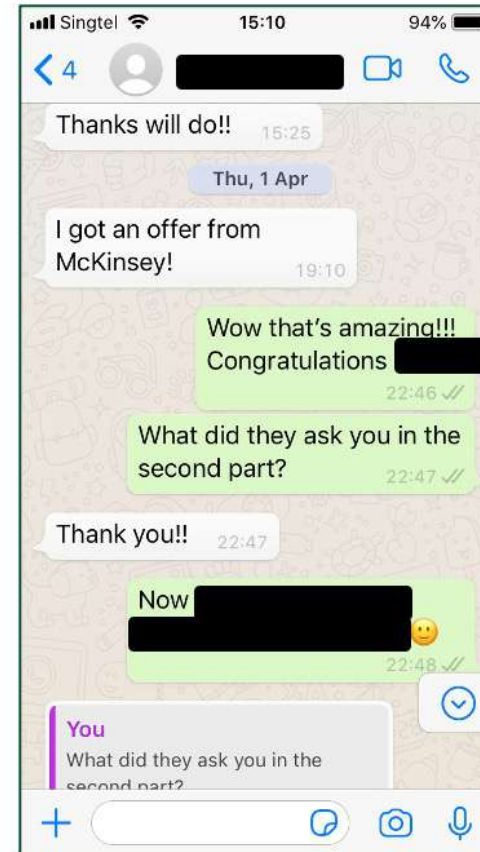 Singtel 15:10 94%
4
Thanks will do!! 15:25
Thu, 1 Apr
I got an offer from
McKinsey! 19:10
Wow that's amazing!!!
Congratulations
22:46
What did they ask you in the
second part? 22:47
Thank you!! 22:47
Now
22:48
You
What did they ask you in the
second part?